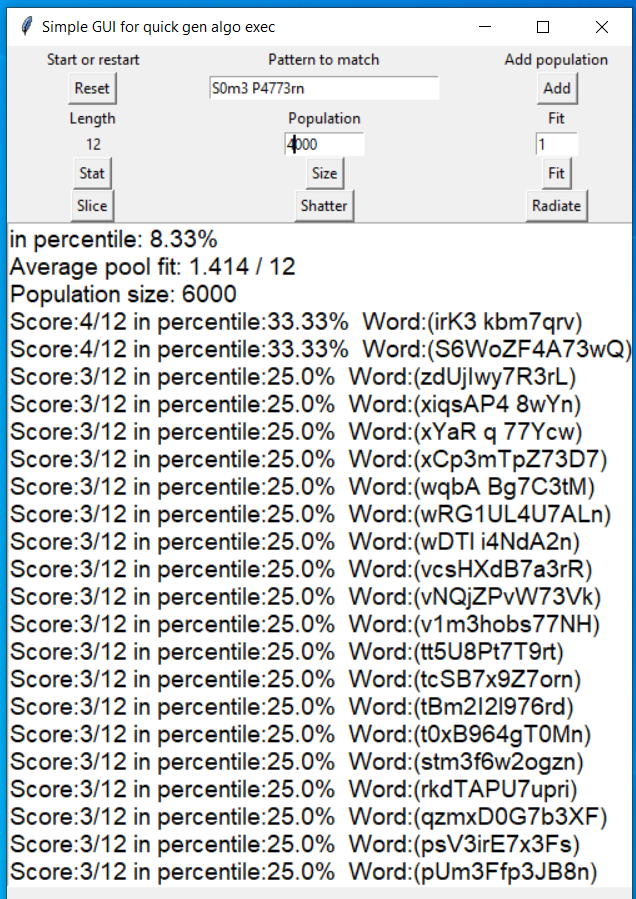 Simple GUI for quick gen algo exec
Start or restart Pattern to match Add population
Reset S0m3 P4773rn Add
Length Population Fit
12 4000 1
Stat Size Fit
Slice Shatter Radiate
in percentile: 8.33%
Average pool fit: 1.414 / 12
Population size: 6000
Score:4/12 in percentile:33.33% Word:(irK3 kbm7qrv)
Score:4/12 in percentile:33.33% Word:(S6WoZF4A73wQ)
Score:3/12 in percentile:25.0% Word:(zdUjIwy7R3rL)
Score:3/12 in percentile:25.0% Word:(xiqsAP4 8wYn)
Score:3/12 in percentile:25.0% Word:(xYaR q 77Ycw)
Score:3/12 in percentile:25.0% Word:(xCp3mTpZ73D7)
Score:3/12 in percentile:25.0% Word:(wqbA Bg7C3tM)
Score:3/12 in percentile:25.0% Word:(wRG1UL4U7ALn)
Score:3/12 in percentile:25.0% Word:(wDTl i4NdA2n)
Score:3/12 in percentile:25.0% Word:(vcsHXdB7a3rR)
Score:3/12 in percentile:25.0% Word:(vNQjZPvW73Vk)
Score:3/12 in percentile:25.0% Word:(v1m3hobs77NH)
Score:3/12 in percentile:25.0% Word:(tt5U8Pt7T9rt)
Score:3/12 in percentile:25.0% Word:(tcSB7x9Z7orn)
Score:3/12 in percentile:25.0% Word:(tBm2I2l976rd)
Score:3/12 in percentile:25.0% Word:(t0xB964gT0Mn)
Score:3/12 in percentile:25.0% Word:(stm3f6w2ogzn)
Score:3/12 in percentile:25.0% Word:(rkdTAPU7upri)
Score:3/12 in percentile:25.0% Word:(qzmxD0G7b3XF)
Score:3/12 in percentile:25.0% Word:(psV3irE7x3Fs)
Score:3/12 in percentile:25.0% Word:(pUm3Ffp3JB8n)